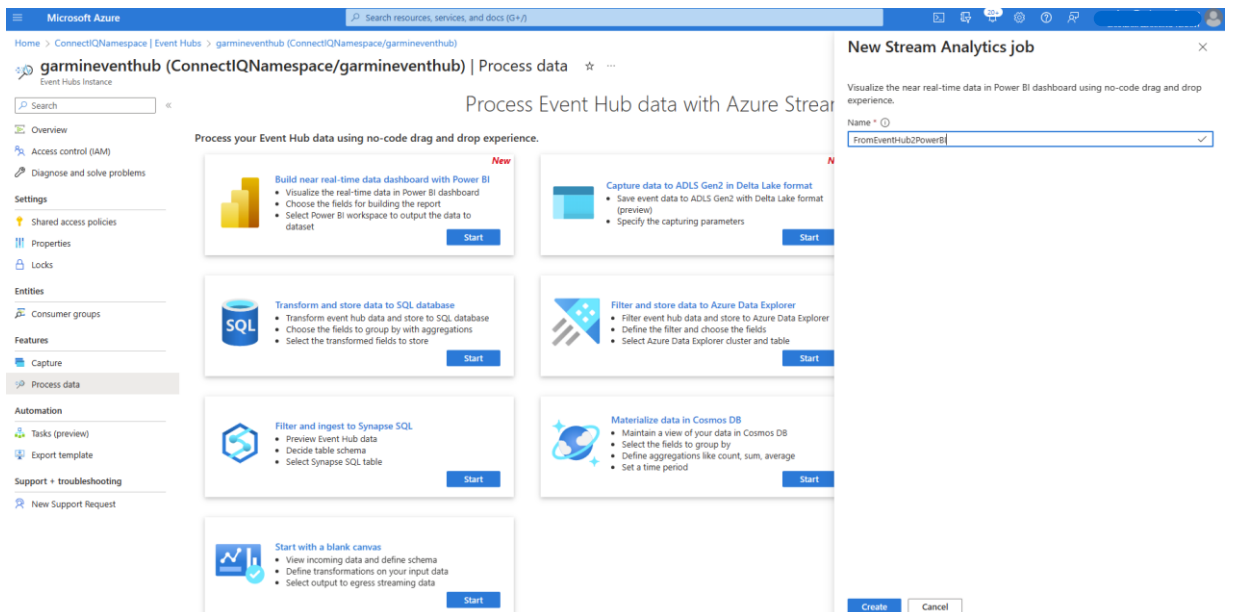 Microsoft Azure
Search resources, services, and docs (G+/)
20+
Home > ConnectIQNamespace | Event Hubs > garmineventhub (ConnectIQNamespace/garmineventhub)
garmineventhub (ConnectIQNamespace/garmineventhub) | Process data
Event Hubs Instance
Search
Overview
Access control (IAM)
Diagnose and solve problems
Settings
Shared access policies
Properties
Locks
Entities
Consumer groups
Features
Capture
Process data
Automation
Tasks (preview)
Export template
Support + troubleshooting
New Support Request
Process Event Hub data with Azure Strear
Process your Event Hub data using no-code drag and drop experience.
New
Build near real-time data dashboard with Power BI
• Visualize the real-time data in Power BI dashboard
• Choose the fields for building the report
• Select Power BI workspace to output the data to
dataset
Start
N
Capture data to ADLS Gen2 in Delta Lake format
• Save event data to ADLS Gen2 with Delta Lake format
(preview)
• Specify the capturing parameters
Start
SQL
Transform and store data to SQL database
• Transform event hub data and store to SQL database
• Choose the fields to group by with aggregations
• Select the transformed fields to store
Start
Filter and store data to Azure Data Explorer
• Filter event hub data and store to Azure Data Explorer
• Define the filter and choose the fields
• Select Azure Data Explorer cluster and table
Start
Filter and ingest to Synapse SQL
• Preview Event Hub data
• Decide table schema
• Select Synapse SQL table
Start
Materialize data in Cosmos DB
• Maintain a view of your data in Cosmos DB
• Select the fields to group by
• Define aggregations like count, sum, average
• Set a time period
Start
Start with a blank canvas
• View incoming data and define schema
• Define transformations on your input data
• Select output to egress streaming data
Start
New Stream Analytics job
Visualize the near real-time data in Power BI dashboard using no-code drag and drop
experience.
Name *
FromEventHub2PowerBI
Create
Cancel